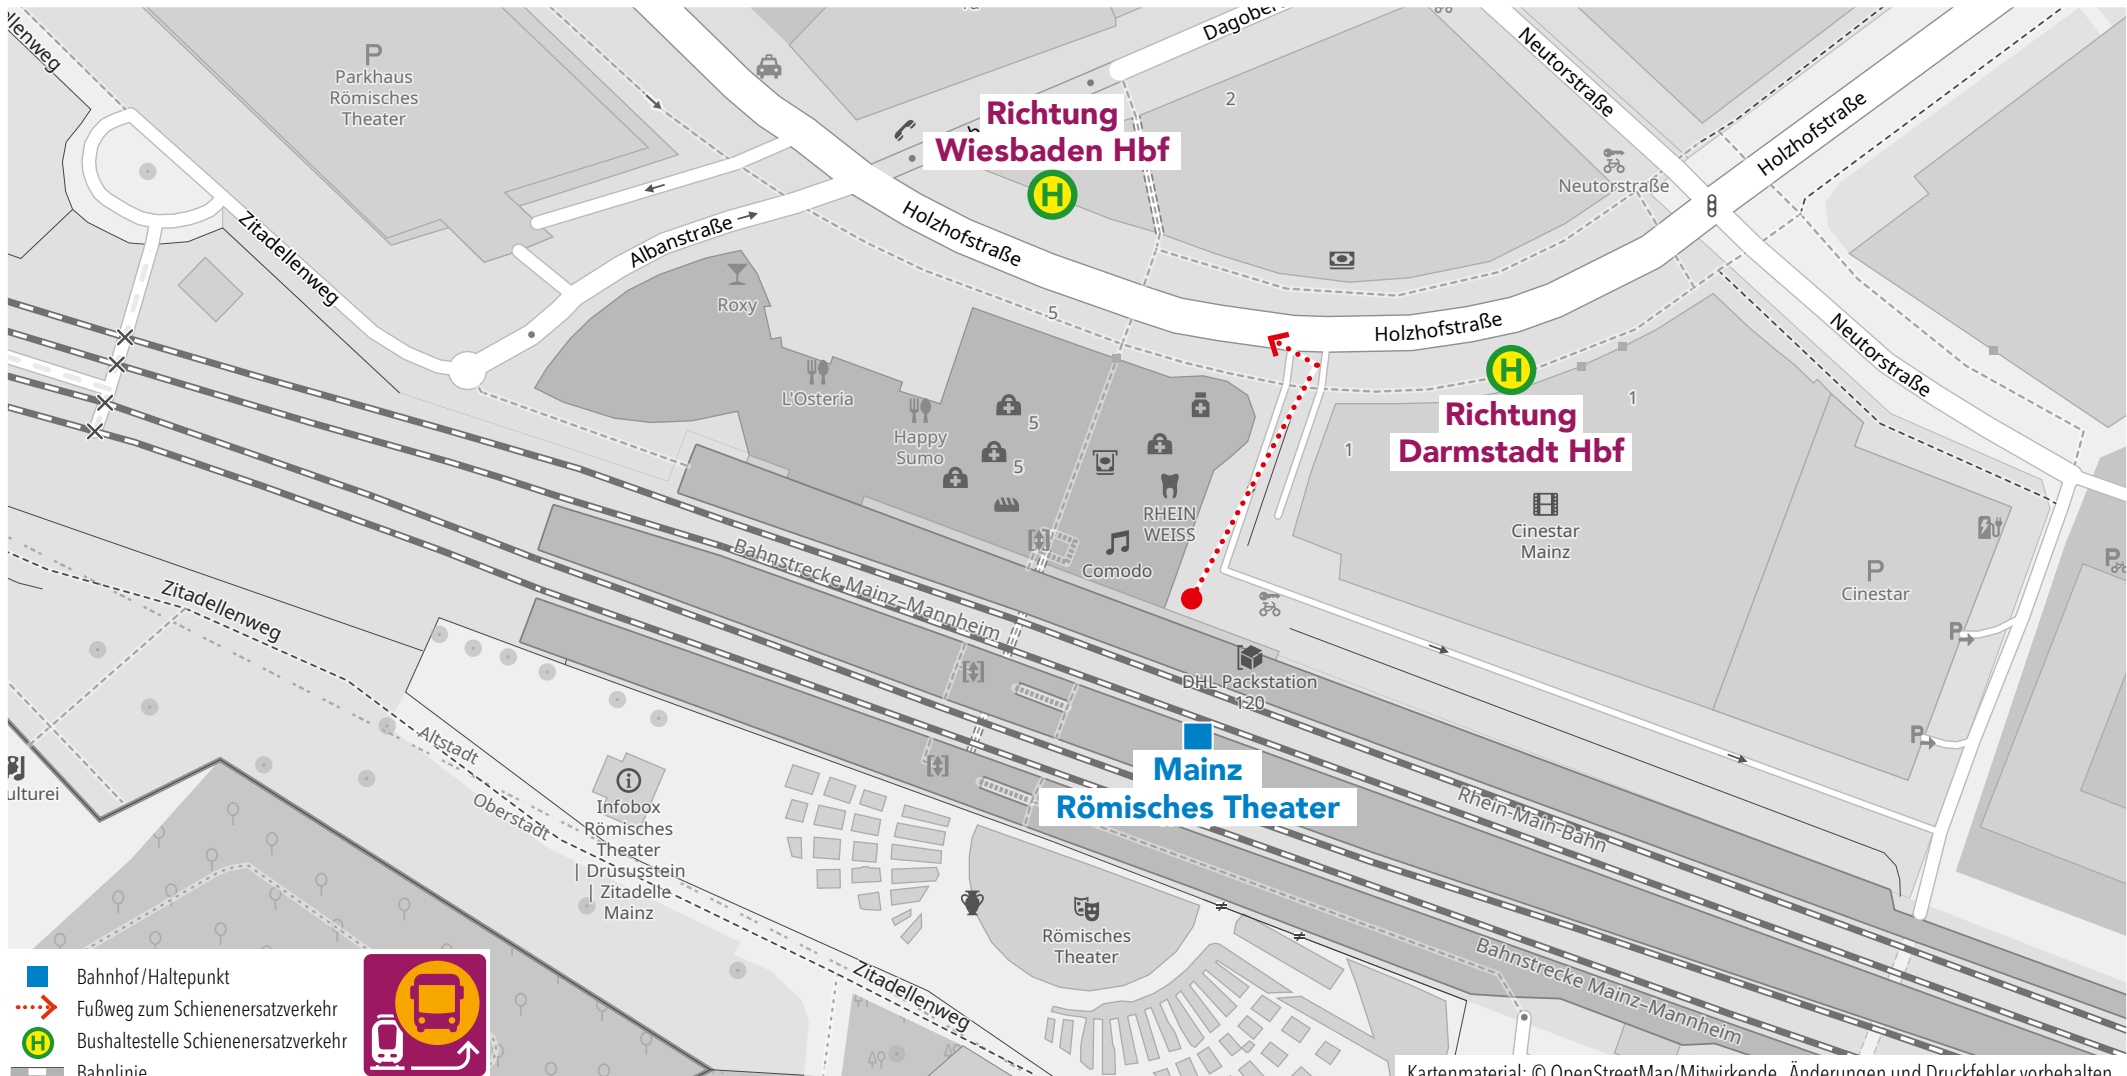 Dagober
Neutorstraße
Holzhofstraße
P
Parkhaus
Römisches
Theater
2
Richtung
Wiesbaden Hbf
H
Neutorstraße
Zitadellenweg
Albanstraße
Holzhofstraße
Roxy
5
Holzhofstraße
Neutorstraße
H
Richtung
Darmstadt Hbf
1
1
L'Osteria
Happy
Sumo
5
5
RHEIN
WEISS
Comodo
Cinestar
Mainz
P
Cinestar
P
P
P
Bahnstrecke Mainz–Mannheim
Zitadellenweg
DHL Packstation
120
Mainz
Römisches Theater
Rhein-Main-Bahn
Altstadt
Oberstadt
ulturei
Infobox
Römisches
Theater
| Drususstein
| Zitadelle
Mainz
Römisches
Theater
Zitadellenweg
Bahnstrecke Mainz–Mannheim
Bahnhof/Haltepunkt
Fußweg zum Schienenersatzverkehr
H
Bushaltestelle Schienenersatzverkehr
Bahnlinie
Kartenmaterial: © OpenStreetMap/Mitwirkende. Änderungen und Druckfehler vorbehalten.